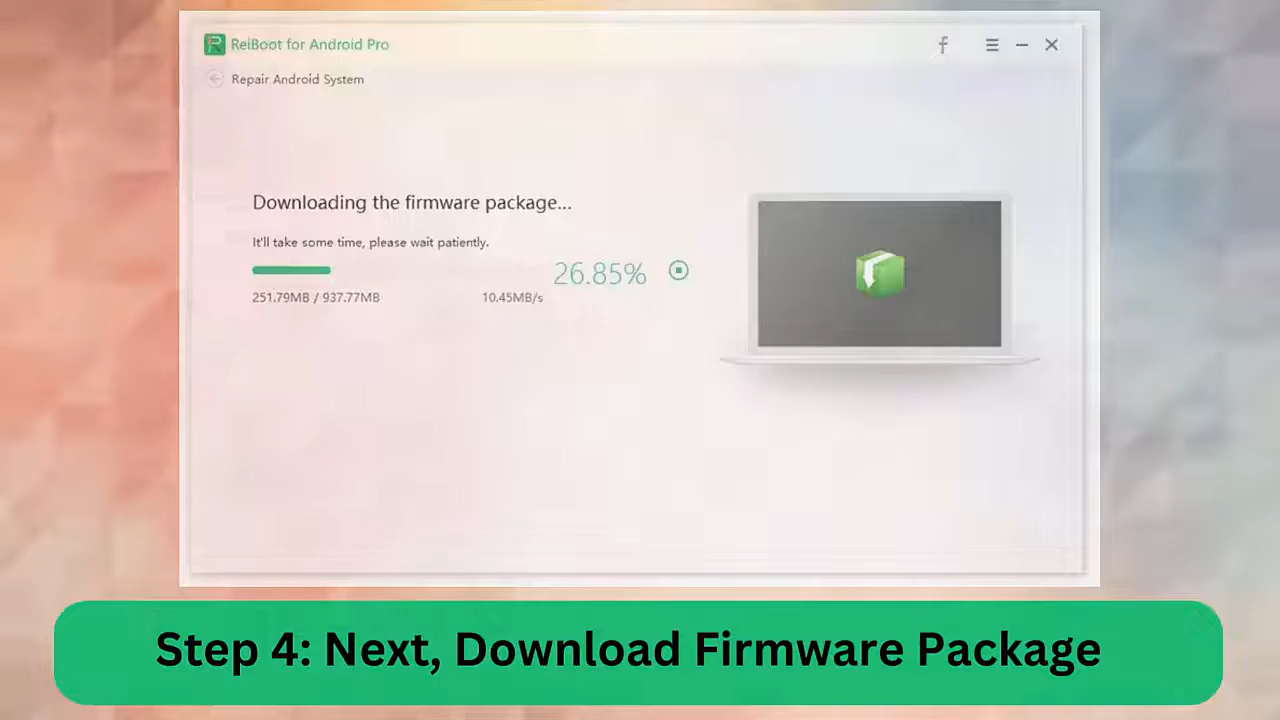 ReiBoot for Android Pro
Repair Android System
Downloading the firmware package...
It'll take some time, please wait patiently.
26.85%
251.79MB / 937.77MB 10.45MB/s
Step 4: Next, Download Firmware Package